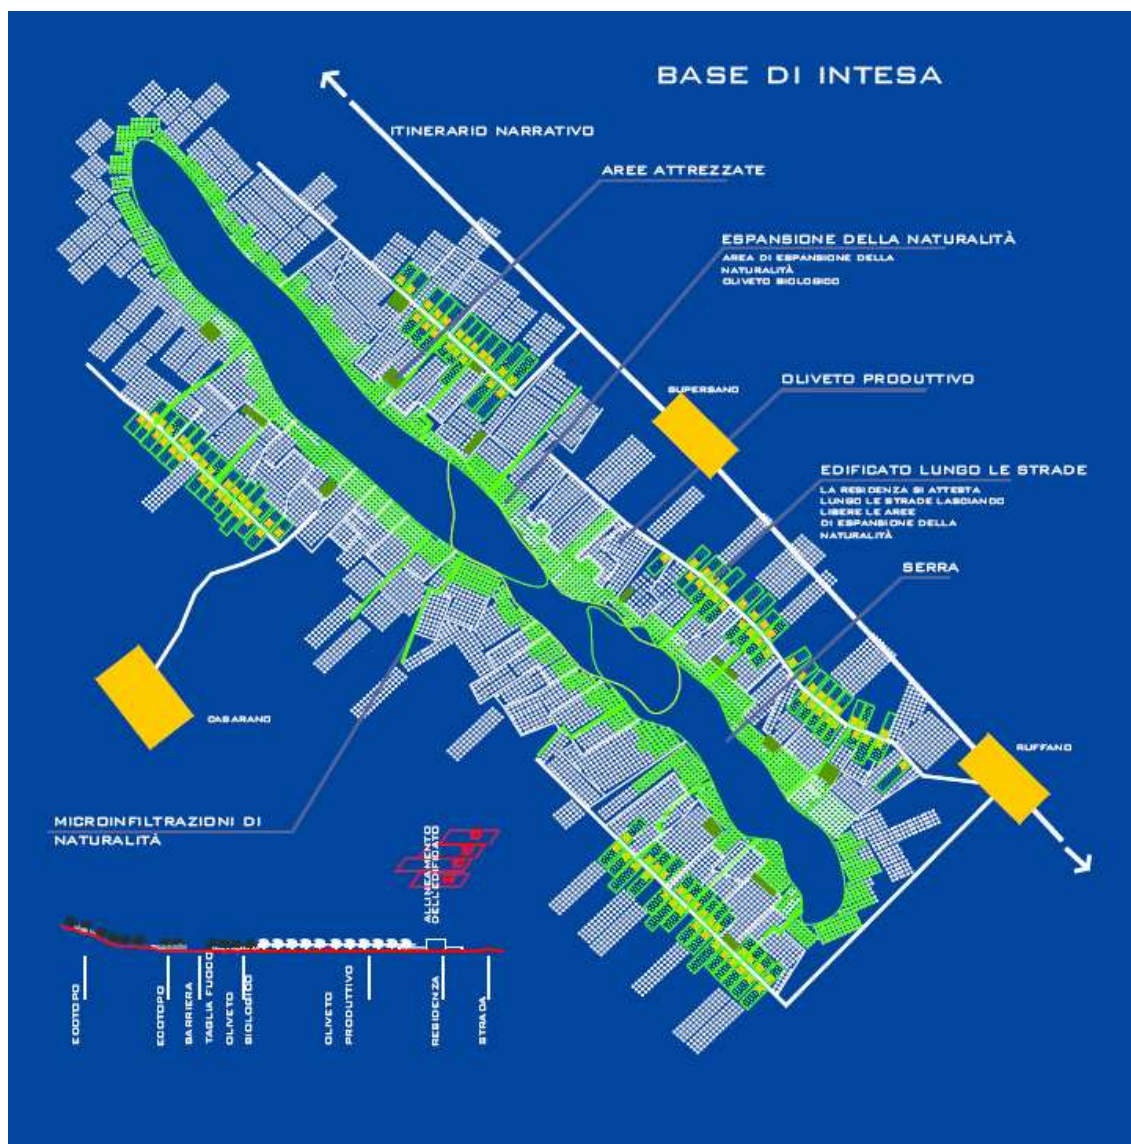 BASE DI INTESA
ITINERARIO NARRATIVO
AREE ATTREZZATE
ESPANSIONE DELLA NATURALITÀ
AREA DI ESPANSIONE DELLA
NATURALITÀ
OLIVETO BIOLOGICO
OLIVETO PRODUTTIVO
SUPERSANO
EDIFICATO LUNGO LE STRADE
LA RESIDENZA SI ATTESTA
LUNGO LE STRADE LASCIANDO
LIBERE LE AREE
DI ESPANSIONE DELLA
NATURALITÀ
SERRA
CASARANO
RUFFANO
MICROINFILTRAZIONI DI
NATURALITÀ
ALLINEAMENTO
DELL'EDIFICATO
ECOTOPO
ECOTOPO
BARRIERA
TAGLIA FUOCO
OLIVETO
BIOLOGICO
OLIVETO
PRODUTTIVO
RESIDENZA
STRADA